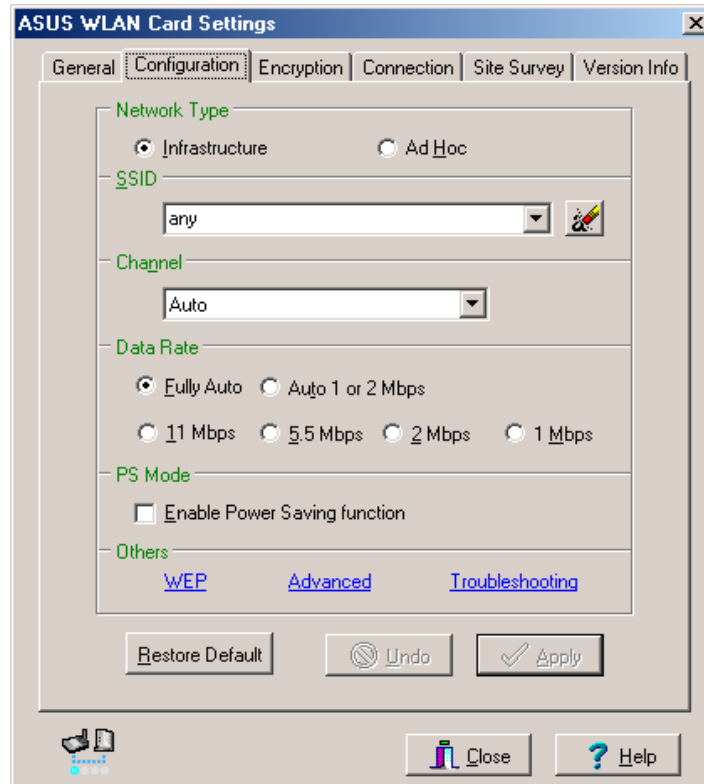 ASUS WLAN Card Settings
General Configuration Encryption Connection Site Survey Version Info
Network Type
Infrastructure Ad Hoc
SSID
any
Channel
Auto
Data Rate
Fully Auto Auto 1 or 2 Mbps
11 Mbps 5.5 Mbps 2 Mbps 1 Mbps
PS Mode
Enable Power Saving function
Others
WEP Advanced Troubleshooting
Restore Default Undo Apply
Close Help